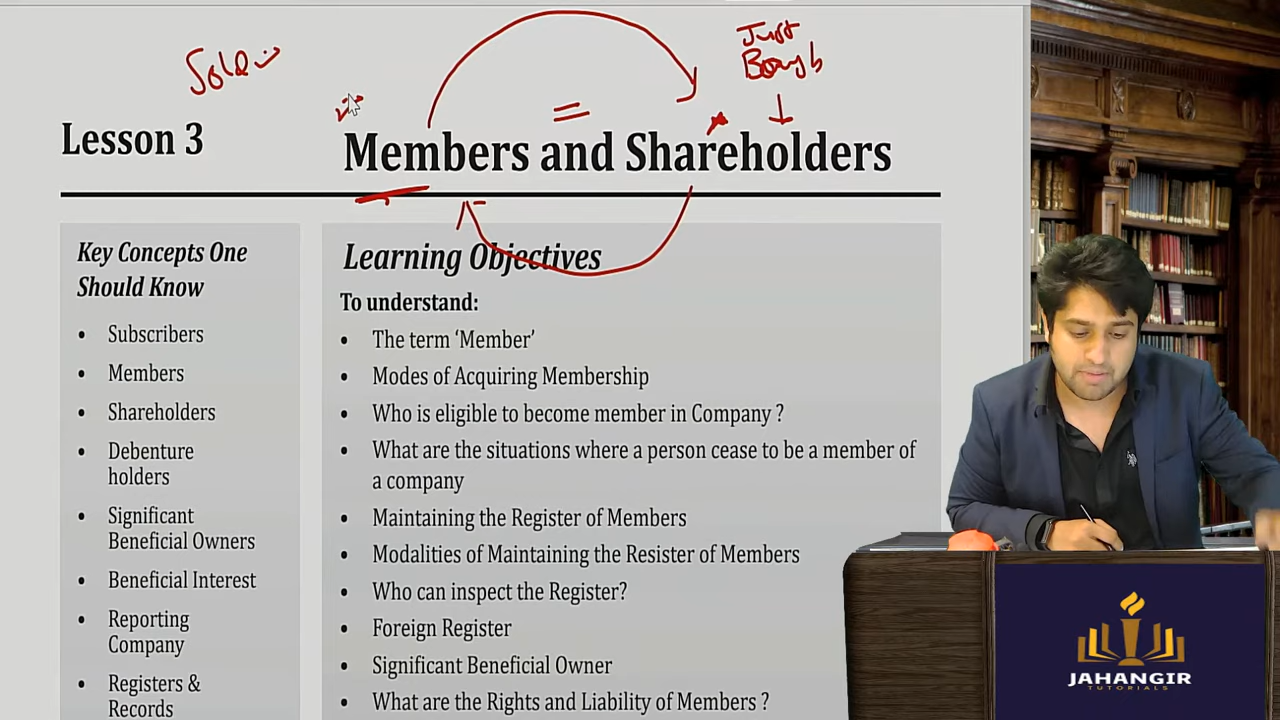 Sold
Just
Bough
=
Lesson 3
Members and Shareholders
Key Concepts One
Should Know
• Subscribers
• Members
• Shareholders
• Debenture
holders
• Significant
Beneficial Owners
• Beneficial Interest
• Reporting
Company
• Registers &
Records
Learning Objectives
To understand:
• The term ‘Member’
• Modes of Acquiring Membership
• Who is eligible to become member in Company ?
• What are the situations where a person cease to be a member of
a company
• Maintaining the Register of Members
• Modalities of Maintaining the Resister of Members
• Who can inspect the Register?
• Foreign Register
• Significant Beneficial Owner
• What are the Rights and Liability of Members ?
JAHANGIR
TUTORIALS